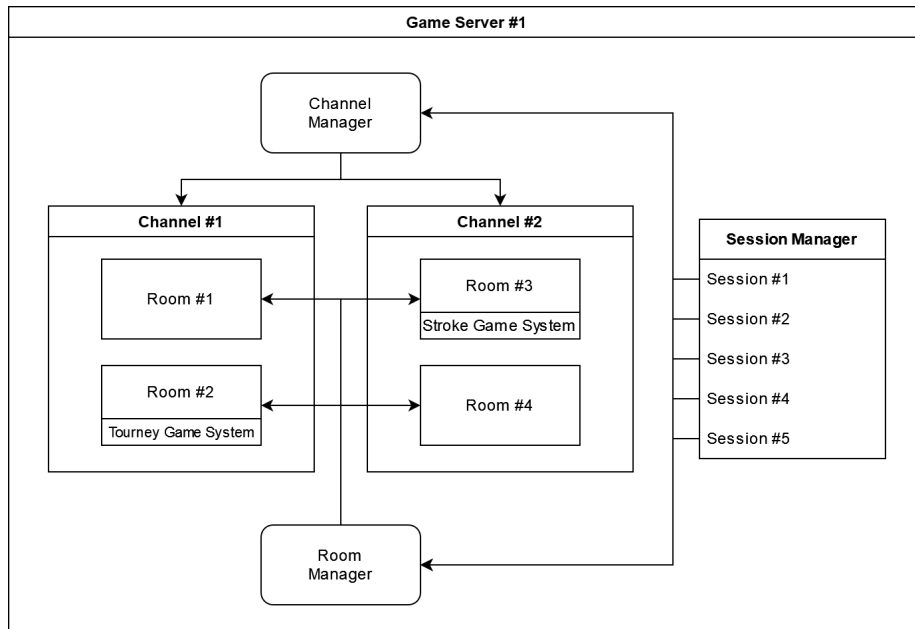 Game Server #1
Channel
Manager
Channel #1
Room #1
Room #2
Tourney Game System
Channel #2
Room #3
Stroke Game System
Room #4
Session Manager
Session #1
Session #2
Session #3
Session #4
Session #5
Room
Manager